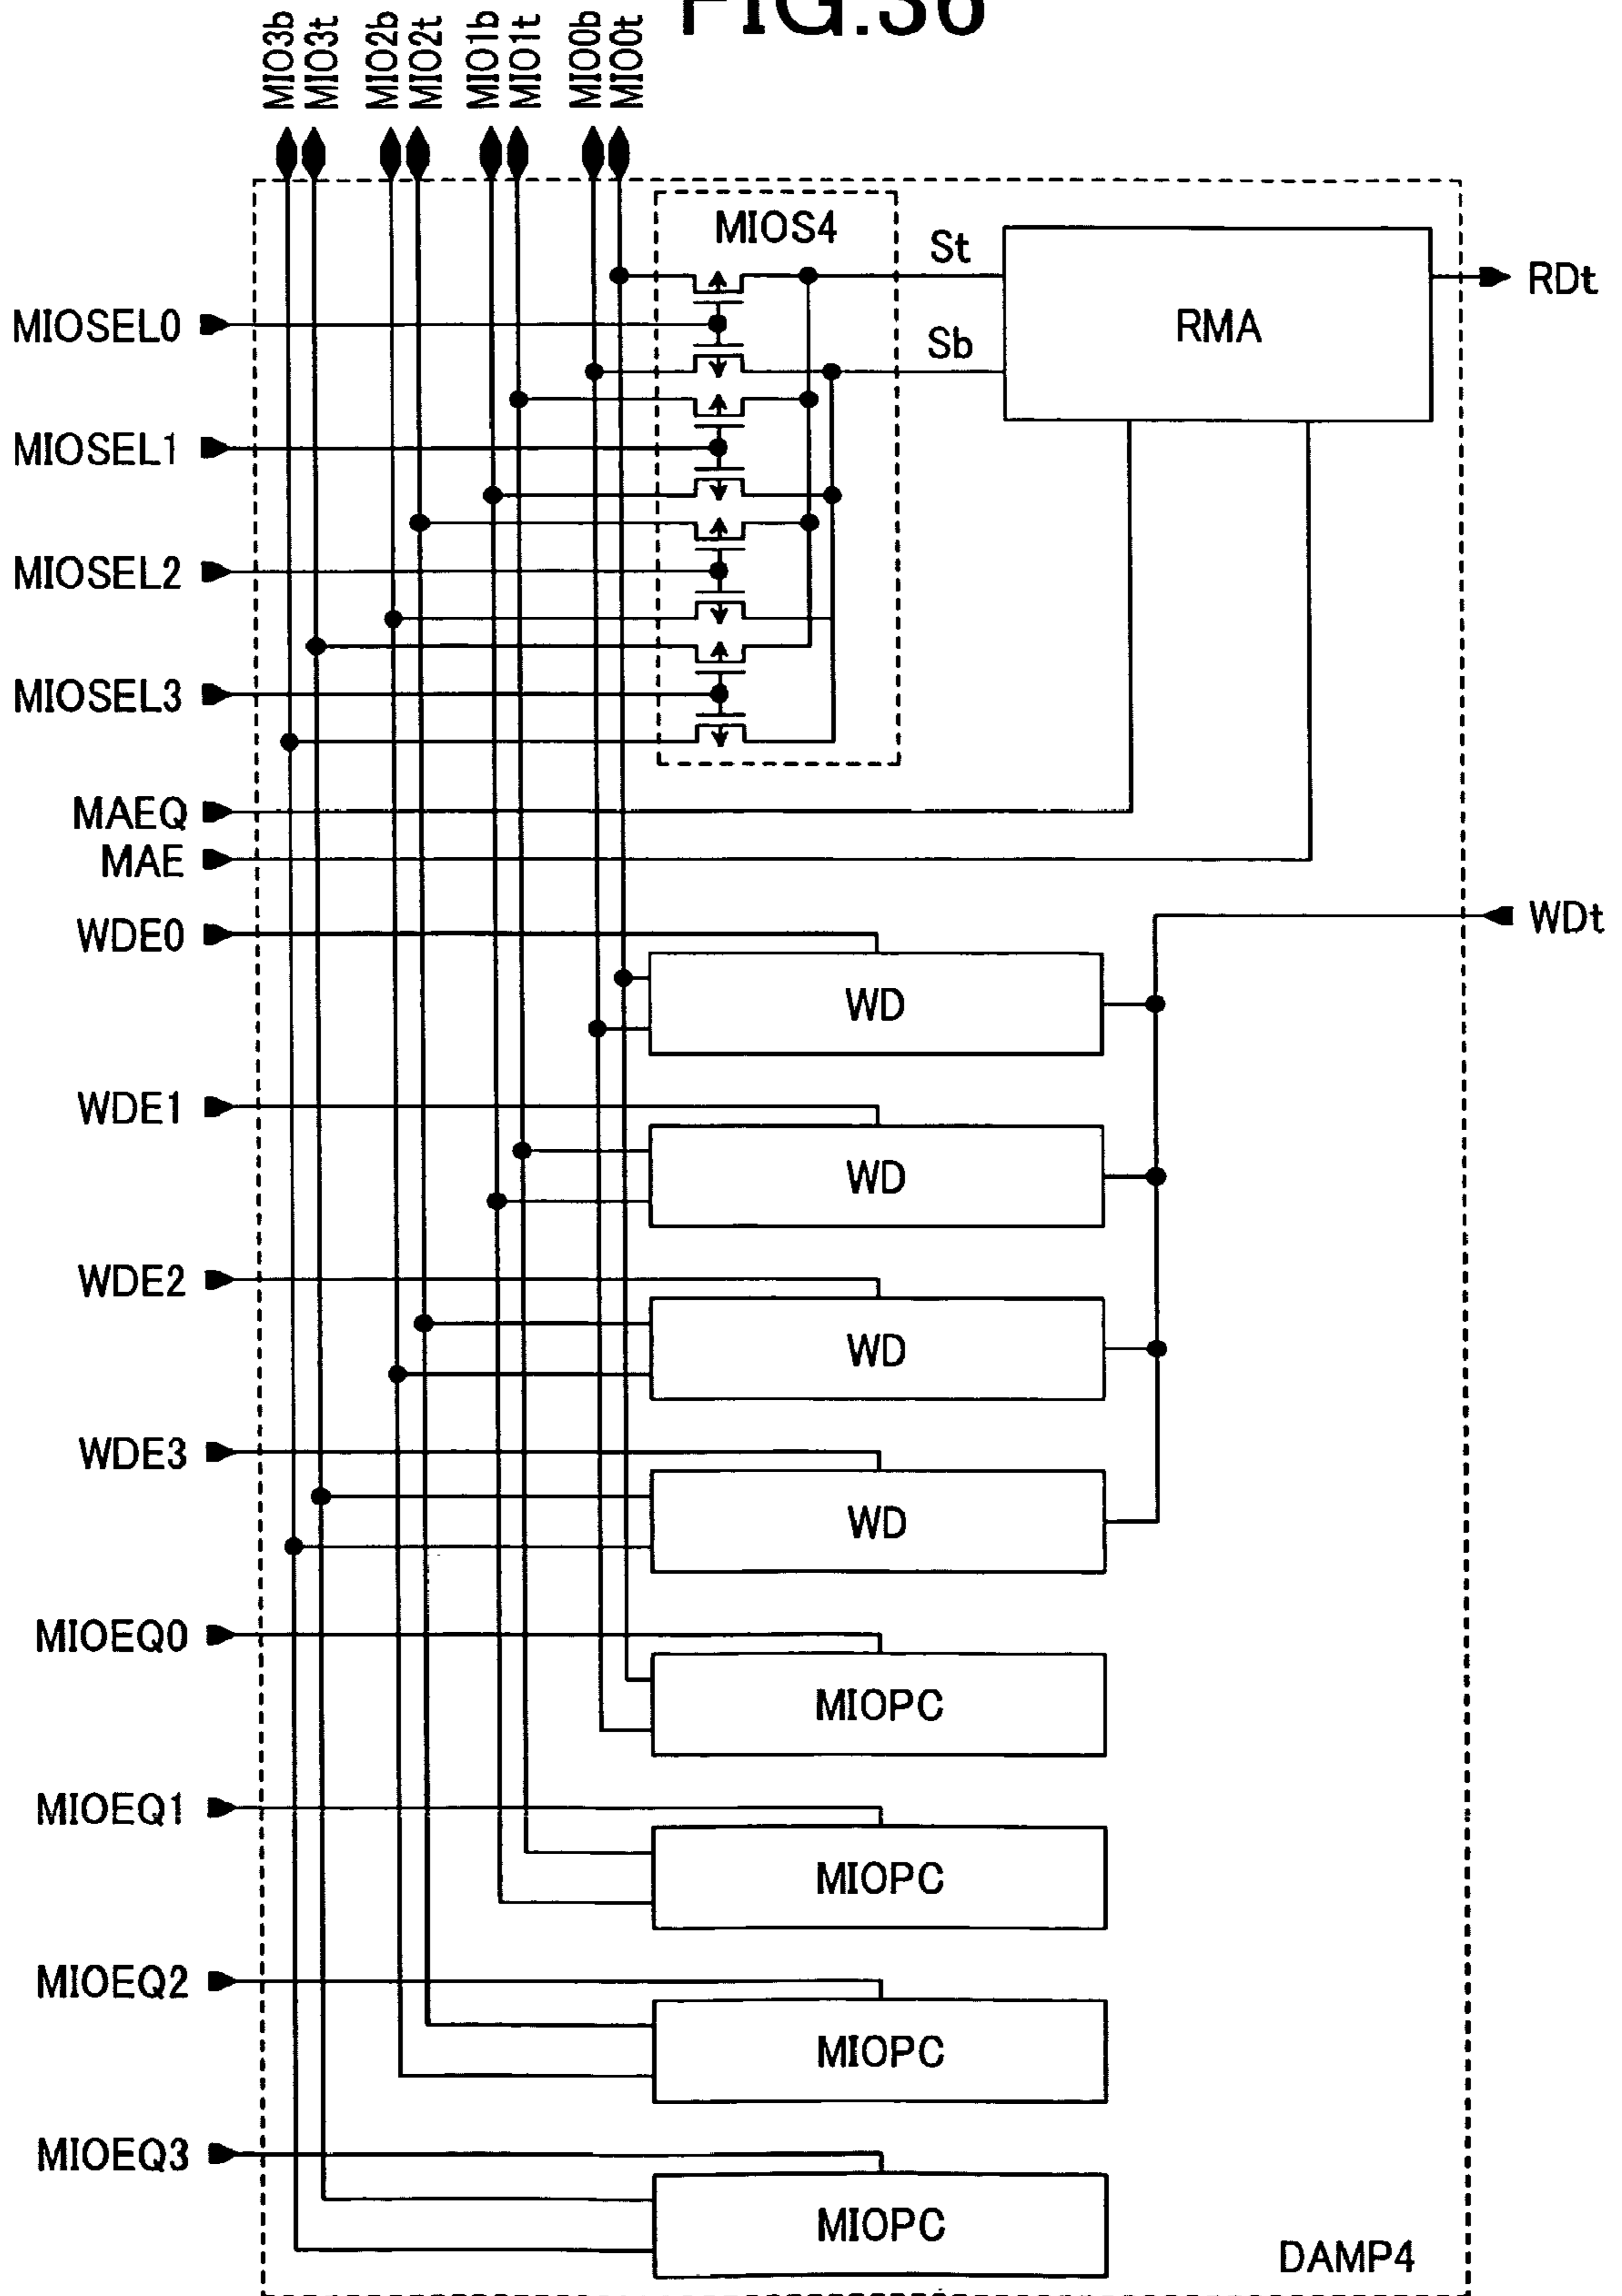 FIG.36
MIO3b
MIO3t
MIO2b
MIO2t
MIO1b
MIO1t
MIO0b
MIO0t
MIOS4
St
RDt
MIOSEL0
RMA
Sb
MIOSEL1
MIOSEL2
MIOSEL3
MAEQ
MAE
WDt
WDE0
WD
WDE1
WD
WDE2
WD
WDE3
WD
MIOEQ0
MIOPC
MIOEQ1
MIOPC
MIOEQ2
MIOPC
MIOEQ3
MIOPC
DAMP4